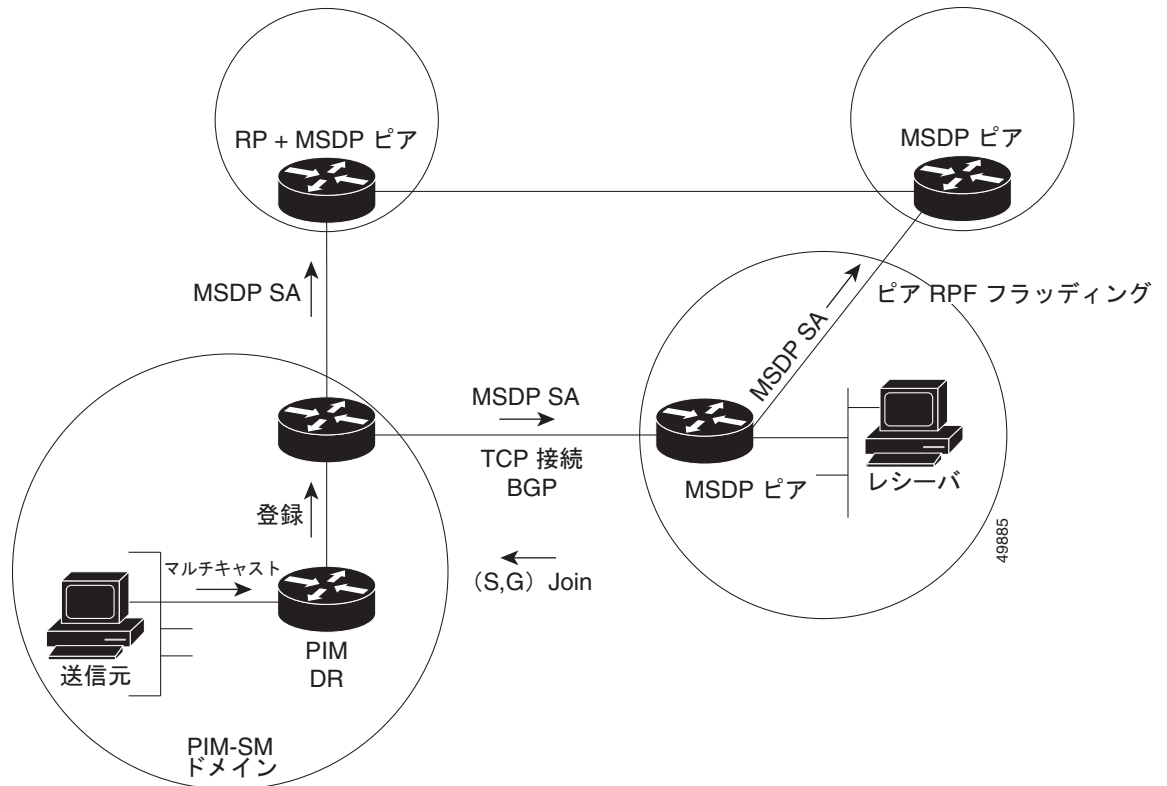 RP + MSDP ピア
MSDP ピア
MSDP SA
ピア RPF フラッディング
MSDP SA
MSDP SA
TCP 接続
BGP
MSDP ピア
レシーバ
登録
マルチキャスト
(S,G) Join
49885
送信元
PIM
DR
PIM-SM
ドメイン